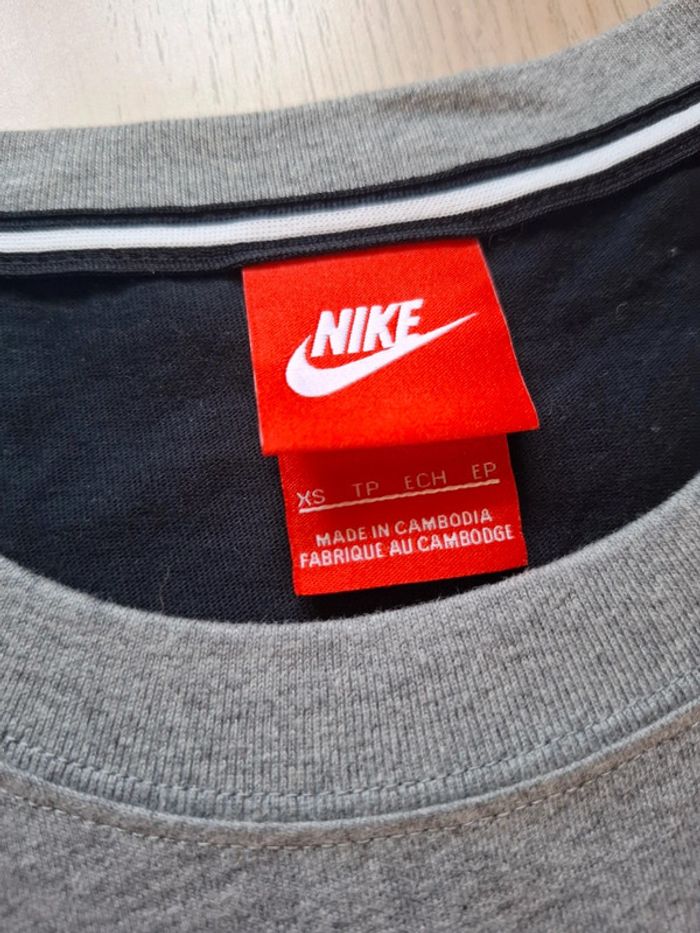 NIKE
XS TP ECH EP
MADE IN CAMBODIA
FABRIQUE AU CAMBODGE